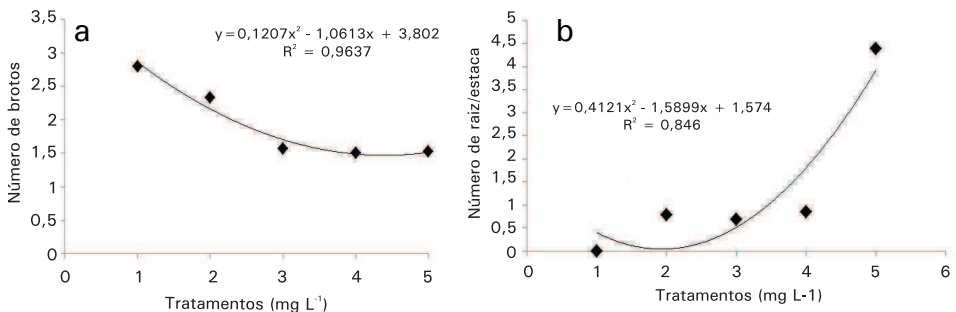 a
y=0,1207x² - 1,0613x + 3,802
R² = 0,9637
Número de brotos
3,5
3
2,5
2
1,5
1
0,5
0
0 1 2 3 4 5
Tratamentos (mg L⁻¹)
b
y=0,4121x² - 1,5899x + 1,574
R² = 0,846
Número de raiz/estaca
5
4,5
4
3,5
3
2,5
2
1,5
1
0,5
0
0 1 2 3 4 5 6
Tratamentos (mg L-1)